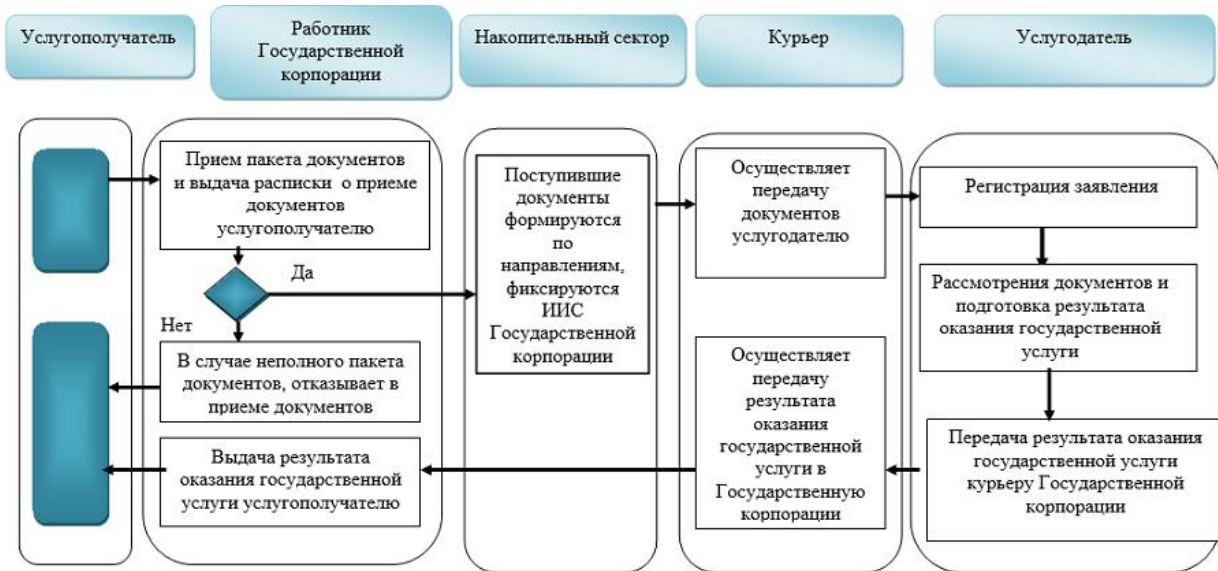 Услугополучатель
Работник
Государственной
корпорации
Накопительный сектор
Курьер
Услугодатель
Прием пакета документов
и выдача расписки о приеме
документов
услугополучателю
Да
Нет
В случае неполного пакета
документов, отказывает в
приеме документов
Выдача результата
оказания государственной
услуги услугополучателю
Поступившие
документы
формируются
по
направлениям,
фиксируются
ИИС
Государственной
корпорации
Осуществляет
передачу
документов
услугодателю
Осуществляет
передачу
результата
оказания
государственной
услуги в
Государственную
корпорации
Регистрация заявления
Рассмотрения документов и
подготовка результата
оказания государственной
услуги
Передача результата оказания
государственной услуги
курьеру Государственной
корпорации